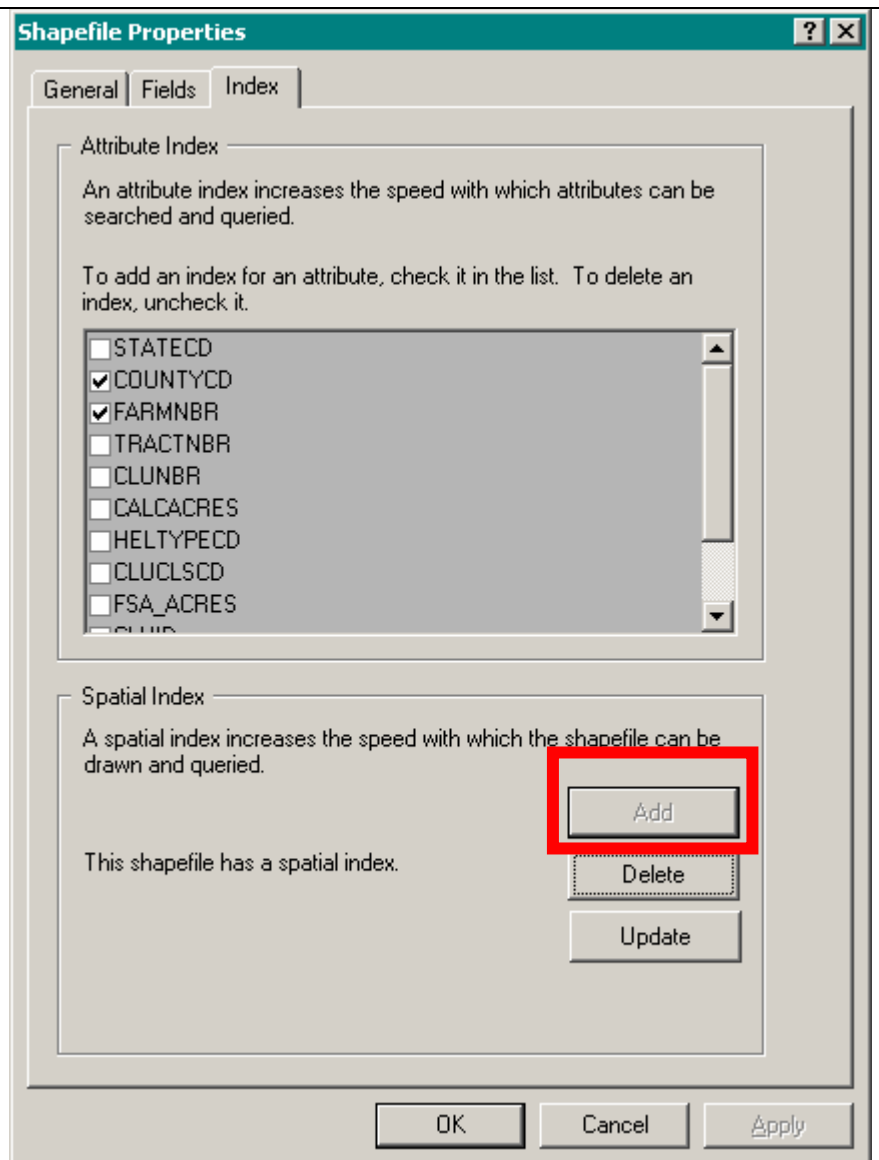 Shapefile Properties
General Fields Index
Attribute Index
An attribute index increases the speed with which attributes can be
searched and queried.
To add an index for an attribute, check it in the list. To delete an
index, uncheck it.
STATECD
COUNTYCD
FARMNBR
TRACTNBR
CLUNBR
CALCACRES
HELTYPECD
CLUCLSCD
FSA_ACRES
Spatial Index
A spatial index increases the speed with which the shapefile can be
drawn and queried.
Add
This shapefile has a spatial index.
Delete
Update
OK Cancel Apply